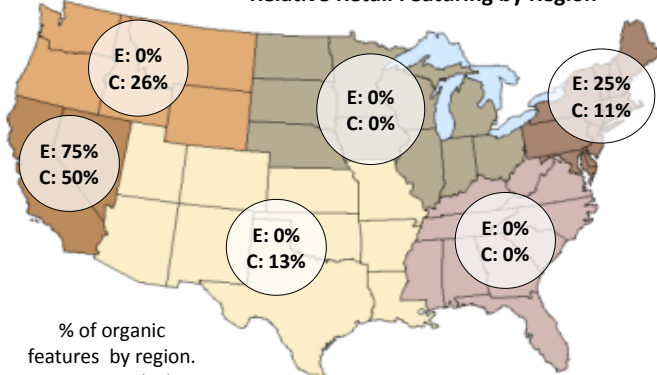 Relative Retail Featuring by Region
E: 0%
C: 26%
E: 0%
C: 0%
E: 25%
C: 11%
E: 75%
C: 50%
E: 0%
C: 13%
E: 0%
C: 0%
% of organic
features by region.